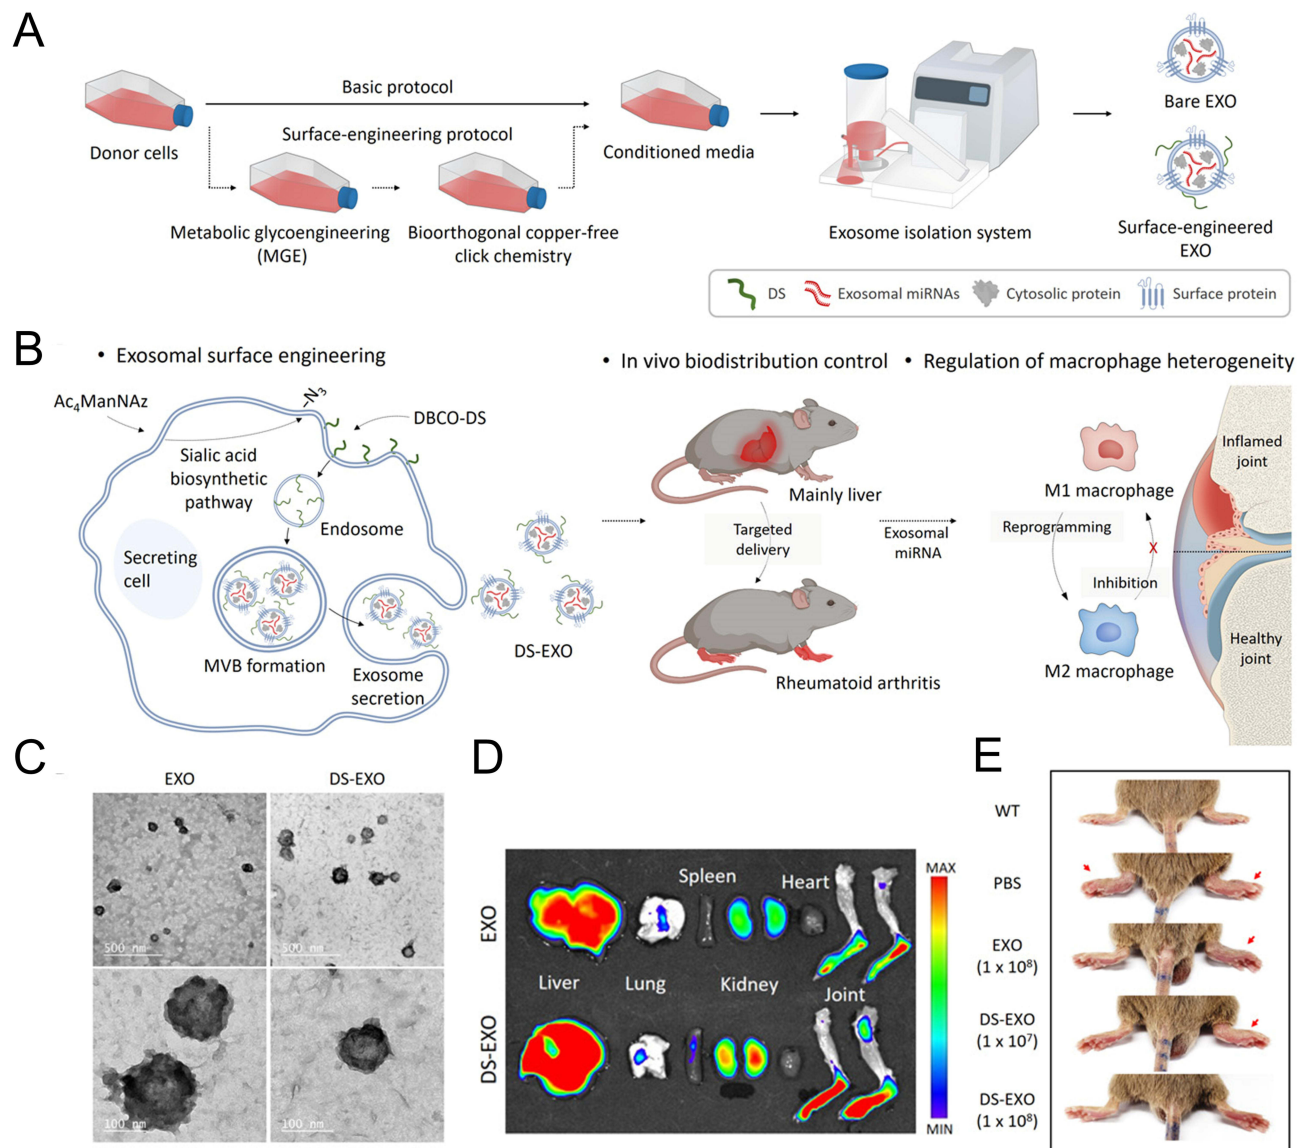 A
Basic protocol
Surface-engineering protocol
Donor cells
Conditioned media
Metabolic glycoengineering
(MGE)
Bioorthogonal copper-free
click chemistry
Exosome isolation system
Bare EXO
Surface-engineered
EXO
DS
Exosomal miRNAs
Cytosolic protein
Surface protein
B
• Exosomal surface engineering
• In vivo biodistribution control
• Regulation of macrophage heterogeneity
Ac₄ManNAz
–N₃
DBCO-DS
Sialic acid
biosynthetic
pathway
Endosome
Secreting
cell
MVB formation
Exosome
secretion
DS-EXO
Mainly liver
Targeted
delivery
Rheumatoid arthritis
Exosomal
miRNA
M1 macrophage
Reprogramming
X
Inhibition
M2 macrophage
Inflamed
joint
Healthy
joint
C
EXO
DS-EXO
500 nm
500 nm
100 nm
100 nm
D
EXO
DS-EXO
Spleen
Heart
Liver
Lung
Kidney
Joint
MAX
MIN
E
WT
PBS
EXO
(1 x 10⁸)
DS-EXO
(1 x 10⁷)
DS-EXO
(1 x 10⁸)